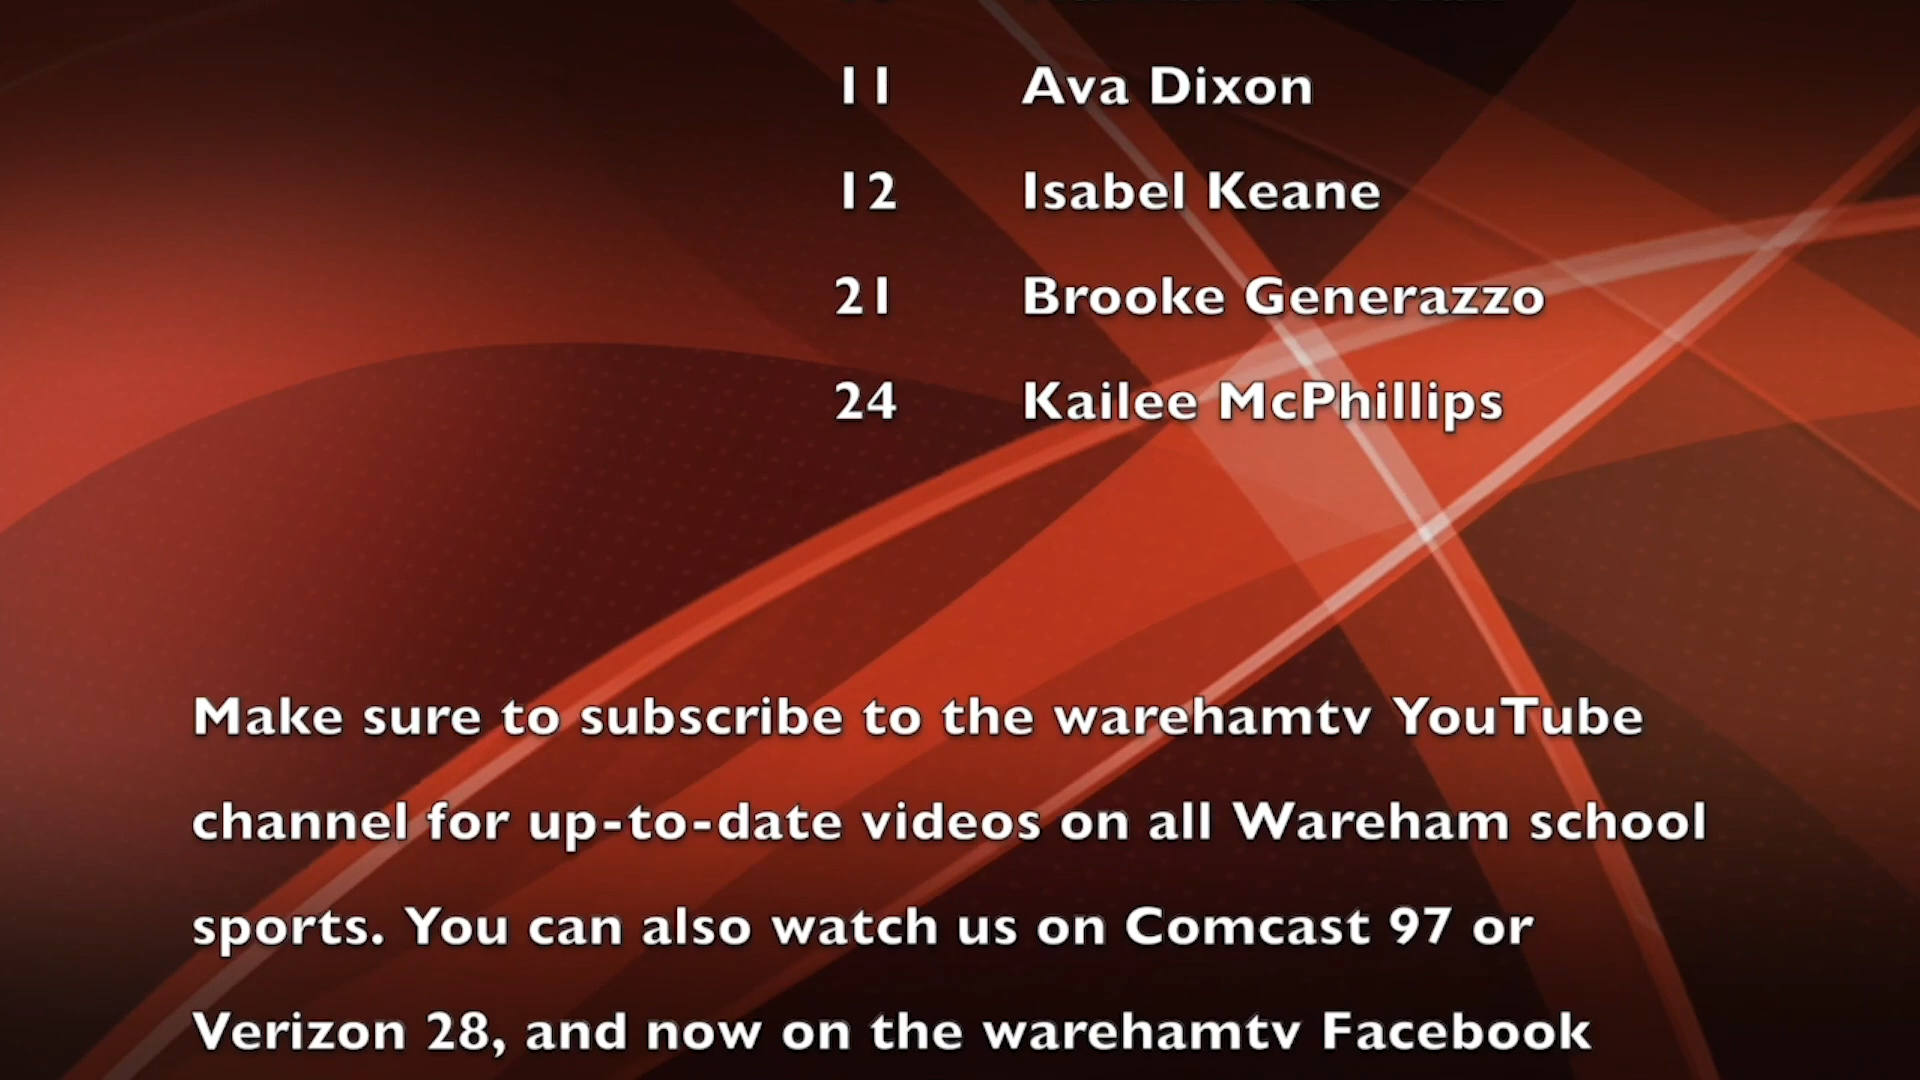 11 Ava Dixon
12 Isabel Keane
21 Brooke Generazzo
24 Kailee McPhillips
Make sure to subscribe to the warehamtv YouTube
channel for up-to-date videos on all Wareham school
sports. You can also watch us on Comcast 97 or
Verizon 28, and now on the warehamtv Facebook